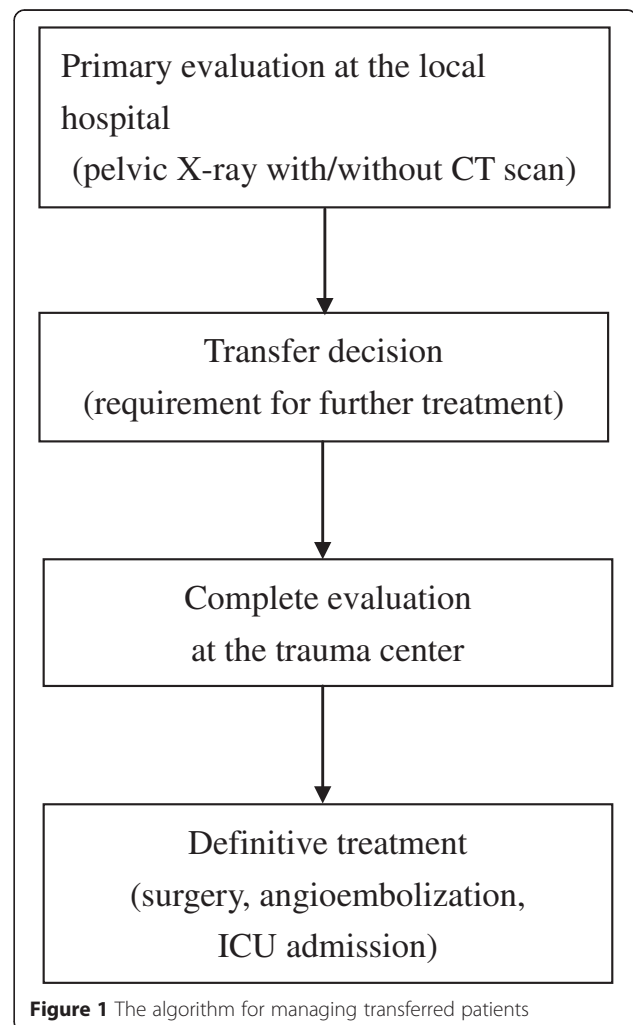 Primary evaluation at the local
hospital
(pelvic X-ray with/without CT scan)
Transfer decision
(requirement for further treatment)
Complete evaluation
at the trauma center
Definitive treatment
(surgery, angioembolization,
ICU admission)
Figure 1 The algorithm for managing transferred patients